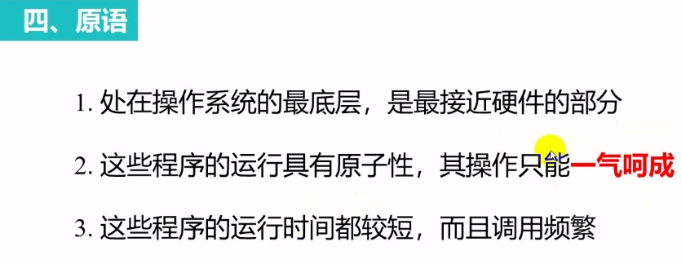 四、原语
1. 处在操作系统的最底层，是最接近硬件的部分
2. 这些程序的运行具有原子性，其操作只能一气呵成
3. 这些程序的运行时间都较短，而且调用频繁